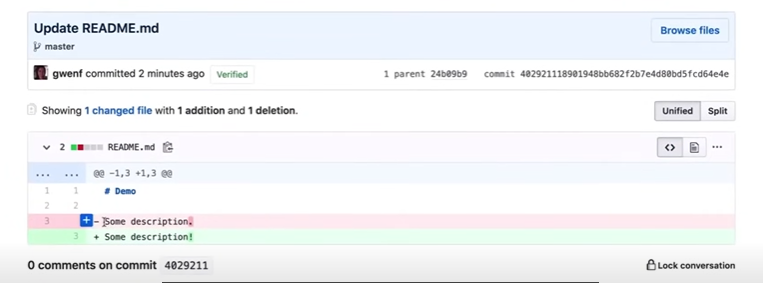 Update README.md
Browse files
master
gwenf committed 2 minutes ago Verified 1 parent 24b09b9 commit 402921118901948bb682f2b7e4d80bd5fcd64e4e
Showing 1 changed file with 1 addition and 1 deletion. Unified Split
2 README.md <> ...
... ... @@ -1,3 +1,3 @@
1 1 # Demo
2 2
3 + - Some description.
3 + Some description!
0 comments on commit 4029211 Lock conversation